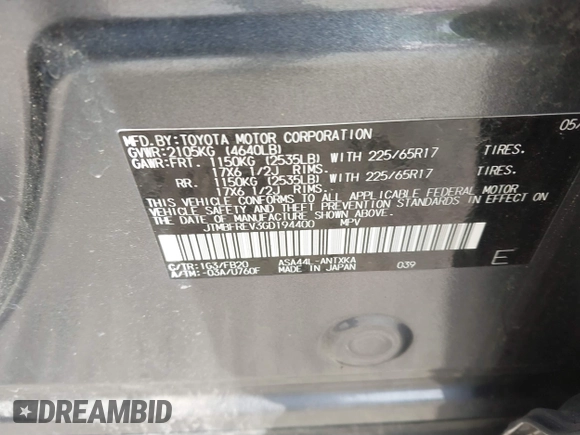 MFD.BY:TOYOTA MOTOR CORPORATION 05/
GVWR:2105KG (4640LB)
GAWR:FRT. 1150KG (2535LB) WITH 225/65R17 TIRES.
17X6 1/2J RIMS.
RR. 1150KG (2535LB) WITH 225/65R17 TIRES.
17X6 1/2J RIMS.
THIS VEHICLE CONFORMS TO ALL APPLICABLE FEDERAL MOTOR
VEHICLE SAFETY AND THEFT PREVENTION STANDARDS IN EFFECT ON
THE DATE OF MANUFACTURE SHOWN ABOVE.
JTMBFREV3GD194400 MPV
C/TR:1G3/FB20 ASA44L-ANTXKA 039 E
A/TM:-03A/U760F MADE IN JAPAN
DREAMBID